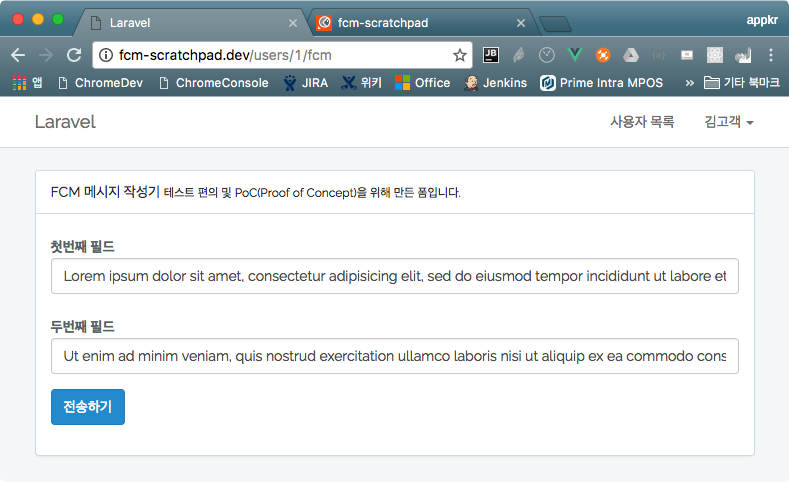 Laravel
fcm-scratchpad
appkr
fcm-scratchpad.dev/users/1/fcm
앱 ChromeDev ChromeConsole JIRA 위키 Office Jenkins Prime Intra MPOS » 기타 북마크
Laravel 사용자 목록 김고객
FCM 메시지 작성기 테스트 편의 및 PoC(Proof of Concept)을 위해 만든 폼입니다.
첫번째 필드
Lorem ipsum dolor sit amet, consectetur adipisicing elit, sed do eiusmod tempor incididunt ut labore et
두번째 필드
Ut enim ad minim veniam, quis nostrud exercitation ullamco laboris nisi ut aliquip ex ea commodo cons
전송하기